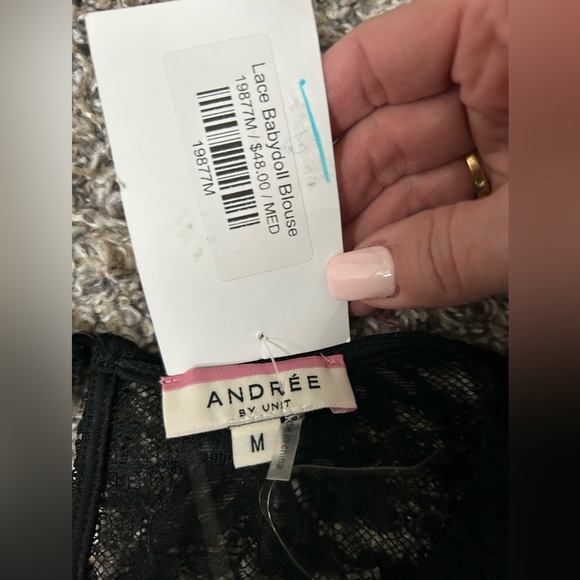 Lace Babydoll Blouse
19877M / $48.00 / MED
19877M
ANDRÉE
BY UNIT
M